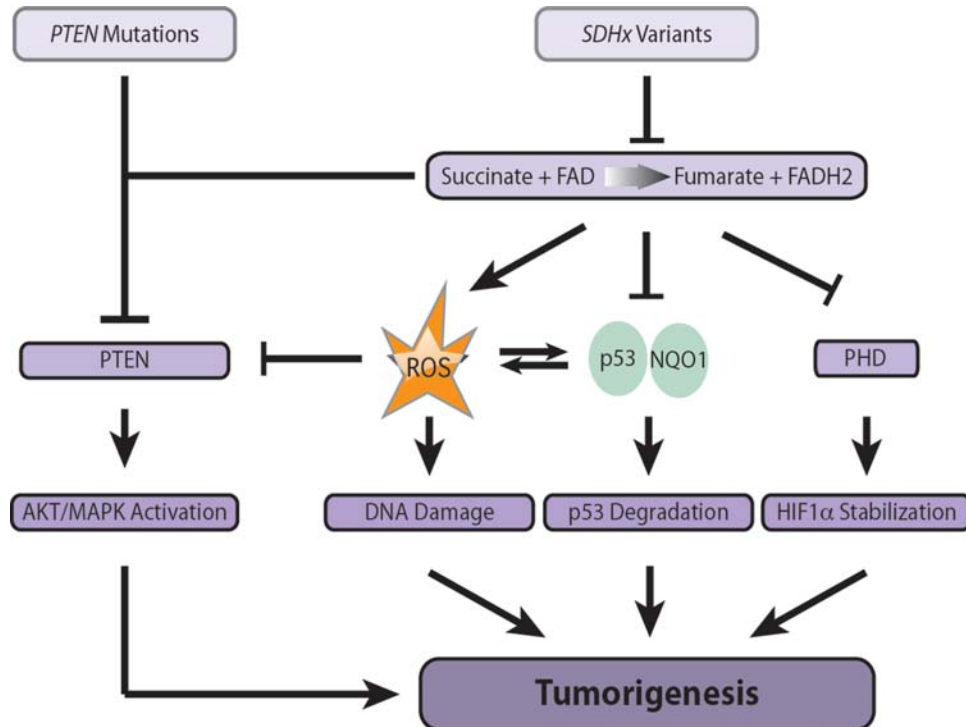 PTEN Mutations
SDHx Variants
Succinate + FAD
Fumarate + FADH2
PTEN
ROS
p53
NQO1
PHD
AKT/MAPK Activation
DNA Damage
p53 Degradation
HIF1α Stabilization
Tumorigenesis